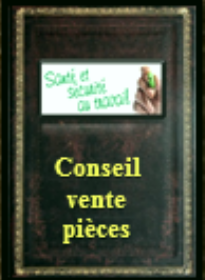 Santé et
sécurité
au travail
Conseil
vente
pièces